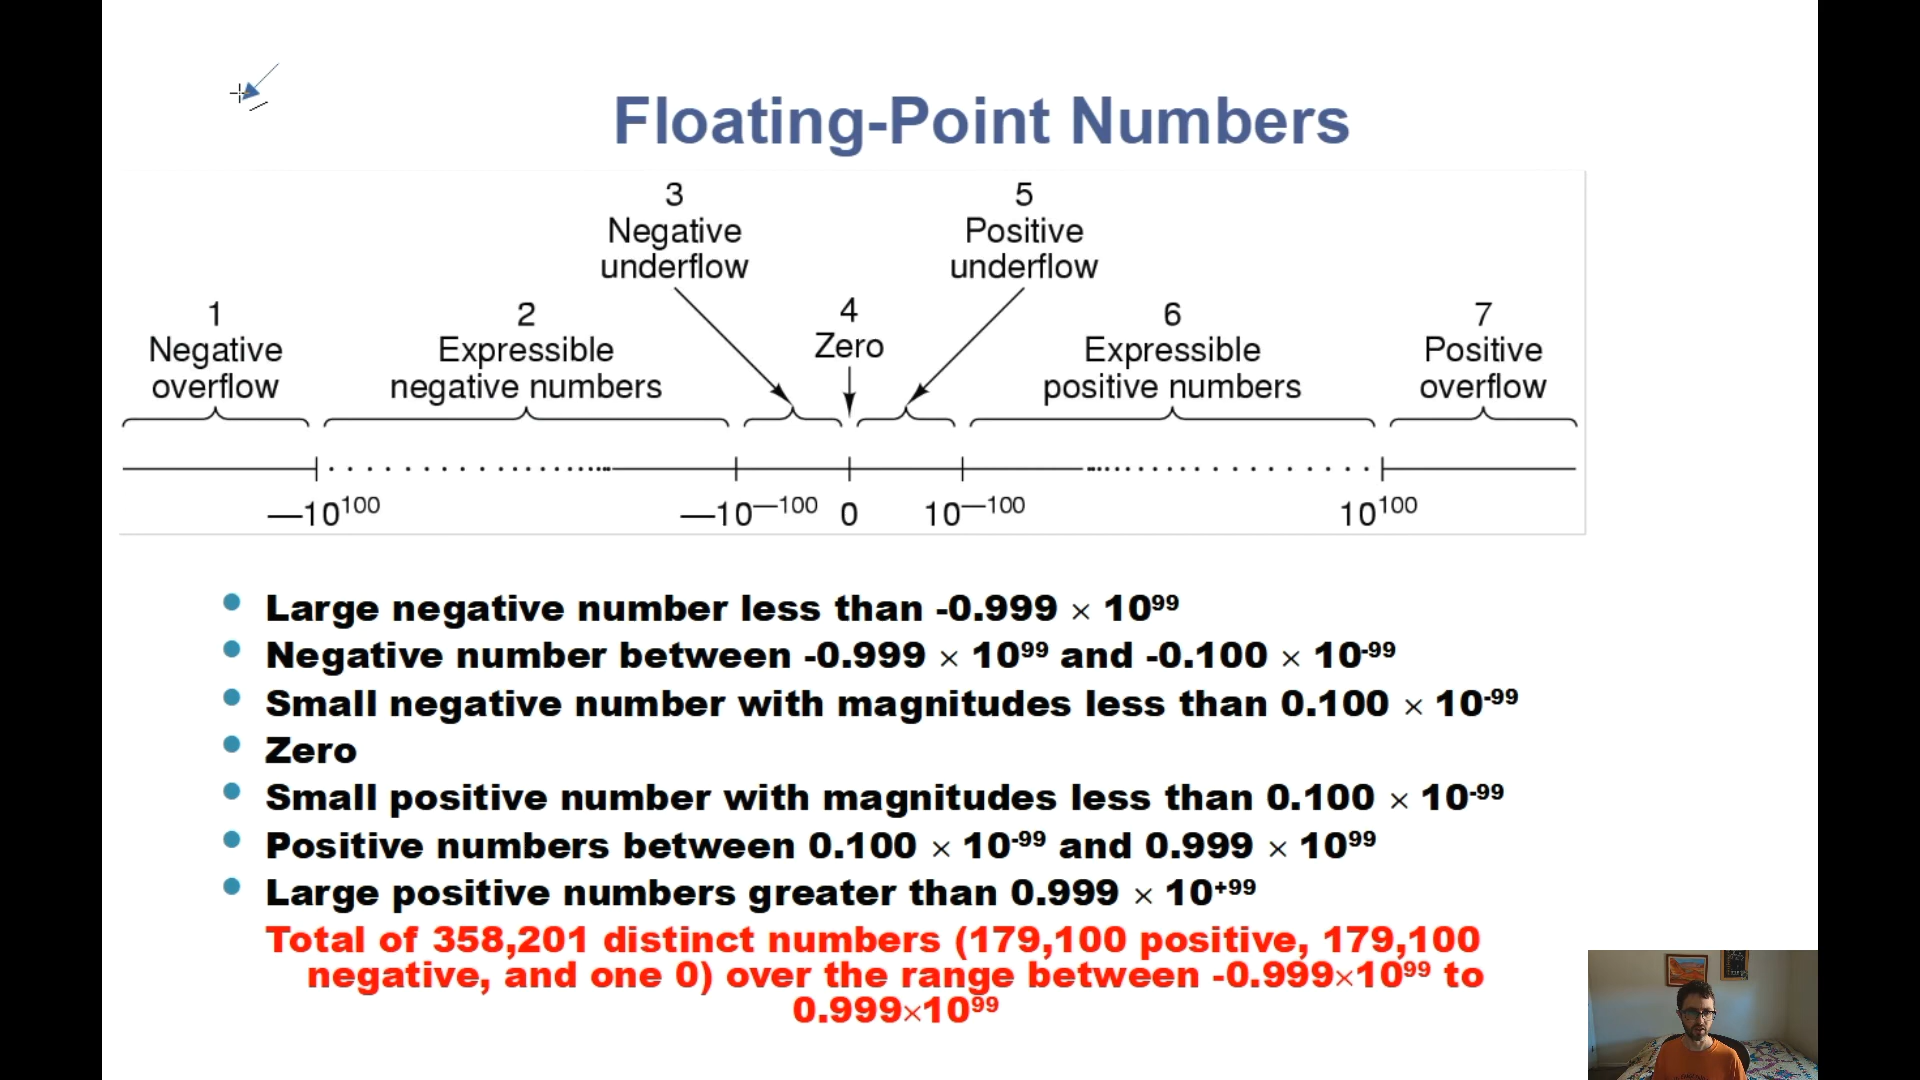 Floating-Point Numbers
3
Negative
underflow
5
Positive
underflow
1
Negative
overflow
2
Expressible
negative numbers
4
Zero
6
Expressible
positive numbers
7
Positive
overflow
—10¹⁰⁰
—10—¹⁰⁰
0
10—¹⁰⁰
10¹⁰⁰
• Large negative number less than -0.999 × 10⁹⁹
• Negative number between -0.999 × 10⁹⁹ and -0.100 × 10⁻⁹⁹
• Small negative number with magnitudes less than 0.100 × 10⁻⁹⁹
• Zero
• Small positive number with magnitudes less than 0.100 × 10⁻⁹⁹
• Positive numbers between 0.100 × 10⁻⁹⁹ and 0.999 × 10⁹⁹
• Large positive numbers greater than 0.999 × 10⁺⁹⁹
Total of 358,201 distinct numbers (179,100 positive, 179,100
negative, and one 0) over the range between -0.999×10⁹⁹ to
0.999×10⁹⁹